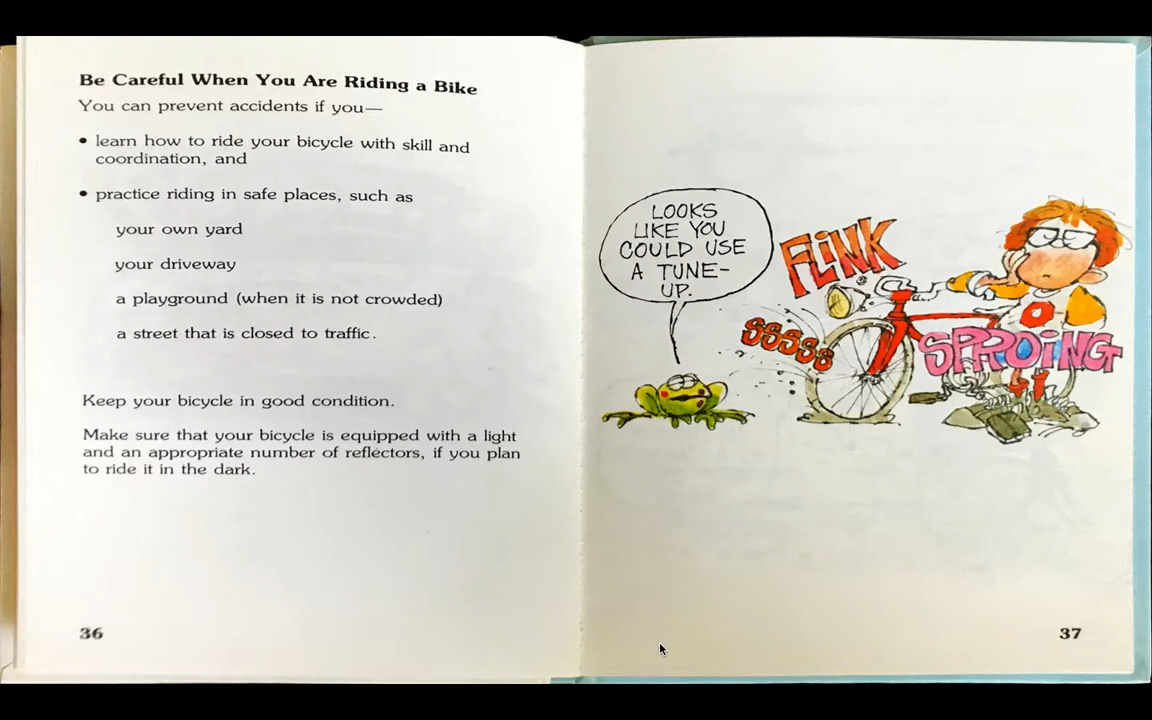 Be Careful When You Are Riding a Bike
You can prevent accidents if you—
• learn how to ride your bicycle with skill and
coordination, and
• practice riding in safe places, such as
your own yard
your driveway
a playground (when it is not crowded)
a street that is closed to traffic.
Keep your bicycle in good condition.
Make sure that your bicycle is equipped with a light
and an appropriate number of reflectors, if you plan
to ride it in the dark.
36
LOOKS
LIKE YOU
COULD USE
A TUNE-
UP.
FLINK
SSSSS
SPROING
37